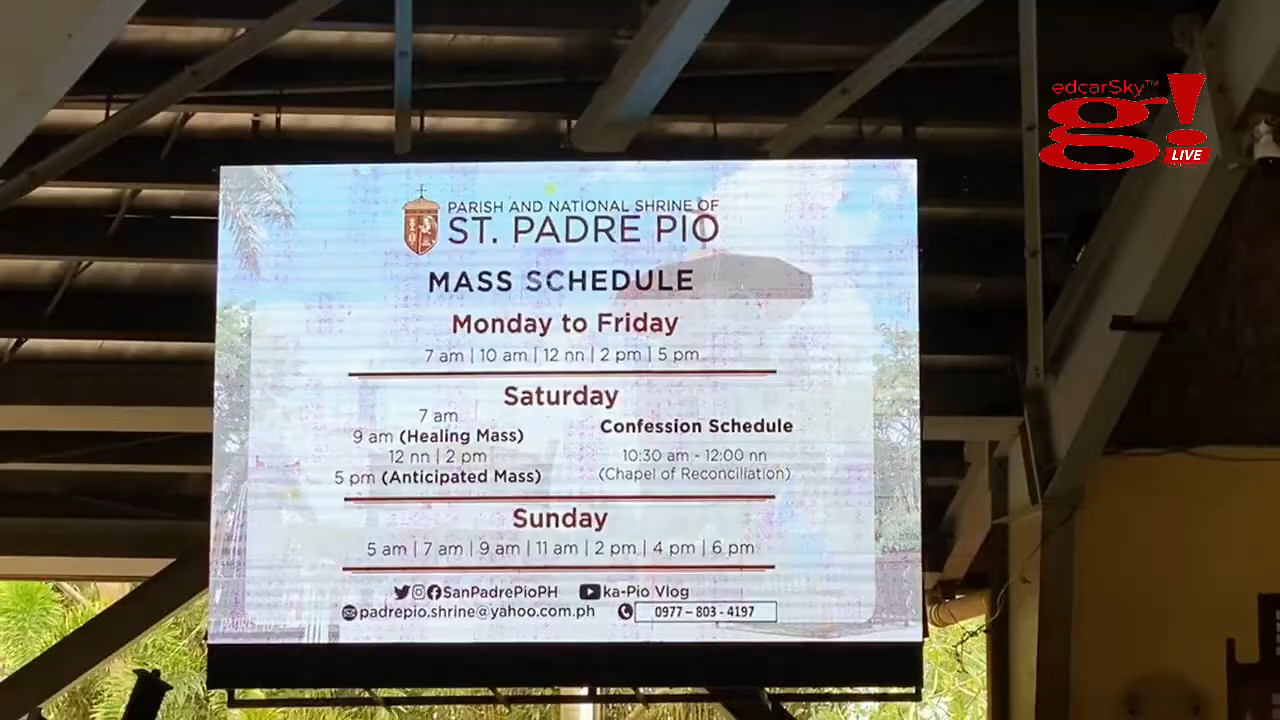 edcarSky™
g!
LIVE
PARISH AND NATIONAL SHRINE OF
ST. PADRE PIO
MASS SCHEDULE
Monday to Friday
7 am | 10 am | 12 nn | 2 pm | 5 pm
Saturday
7 am
9 am (Healing Mass)
12 nn | 2 pm
5 pm (Anticipated Mass)
Confession Schedule
10:30 am - 12:00 nn
(Chapel of Reconciliation)
Sunday
5 am | 7 am | 9 am | 11 am | 2 pm | 4 pm | 6 pm
SanPadrePioPH ka-Pio Vlog
padrepio.shrine@yahoo.com.ph 0977 – 803 - 4197